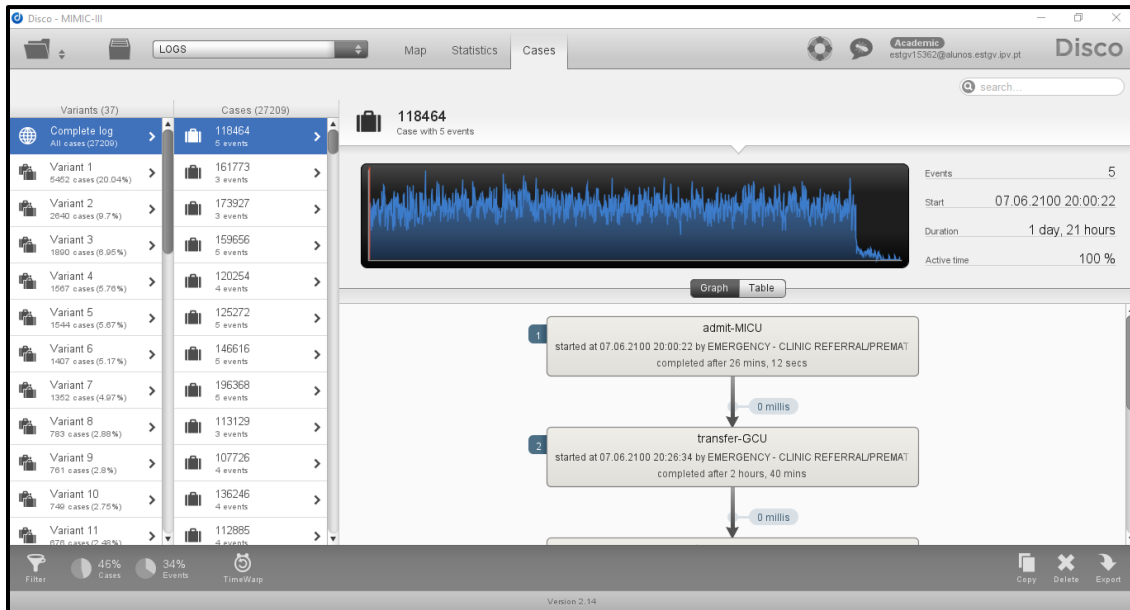 Disco - MIMIC-III
LOGS
Map
Statistics
Cases
Academic
estgv15362@alunos.estgv.ipv.pt
Disco
search...
Variants (37)
Complete log
All cases (27209)
Variant 1
5452 cases (20.04%)
Variant 2
2640 cases (9.7%)
Variant 3
1890 cases (6.95%)
Variant 4
1567 cases (5.76%)
Variant 5
1544 cases (5.67%)
Variant 6
1407 cases (5.17%)
Variant 7
1352 cases (4.97%)
Variant 8
783 cases (2.88%)
Variant 9
761 cases (2.8%)
Variant 10
749 cases (2.75%)
Variant 11
676 cases (2.48%)
Cases (27209)
118464
5 events
161773
3 events
173927
3 events
159656
5 events
120254
4 events
125272
5 events
146616
5 events
196368
5 events
113129
3 events
107726
4 events
136246
4 events
112885
4 events
118464
Case with 5 events
Events 5
Start 07.06.2100 20:00:22
Duration 1 day, 21 hours
Active time 100 %
Graph
Table
1
admit-MICU
started at 07.06.2100 20:00:22 by EMERGENCY - CLINIC REFERRAL/PREMAT
completed after 26 mins, 12 secs
0 millis
2
transfer-GCU
started at 07.06.2100 20:26:34 by EMERGENCY - CLINIC REFERRAL/PREMAT
completed after 2 hours, 40 mins
0 millis
Filter
46%
Cases
34%
Events
TimeWarp
Copy
Delete
Export
Version 2.14